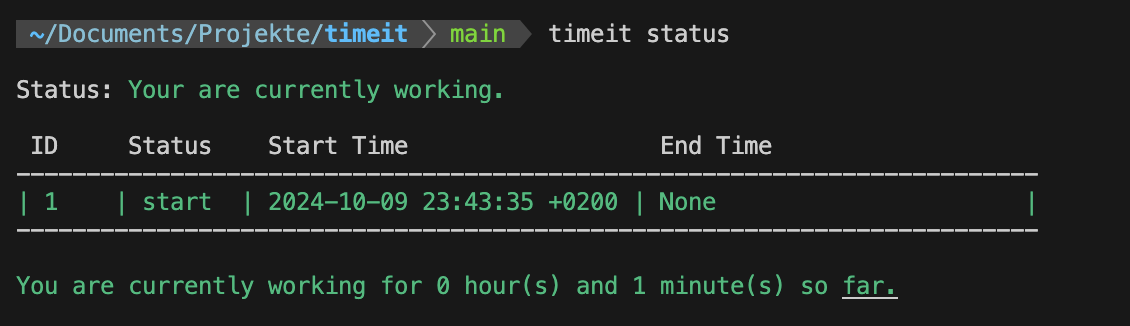 ~/Documents/Projekte/timeit main timeit status
Status: Your are currently working.
ID Status Start Time End Time
| 1 | start | 2024-10-09 23:43:35 +0200 | None |
You are currently working for 0 hour(s) and 1 minute(s) so far.